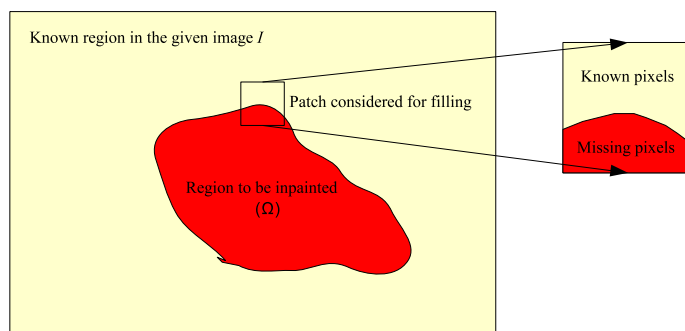 Known region in the given image I
Patch considered for filling
Region to be inpainted
(Ω)
Known pixels
Missing pixels